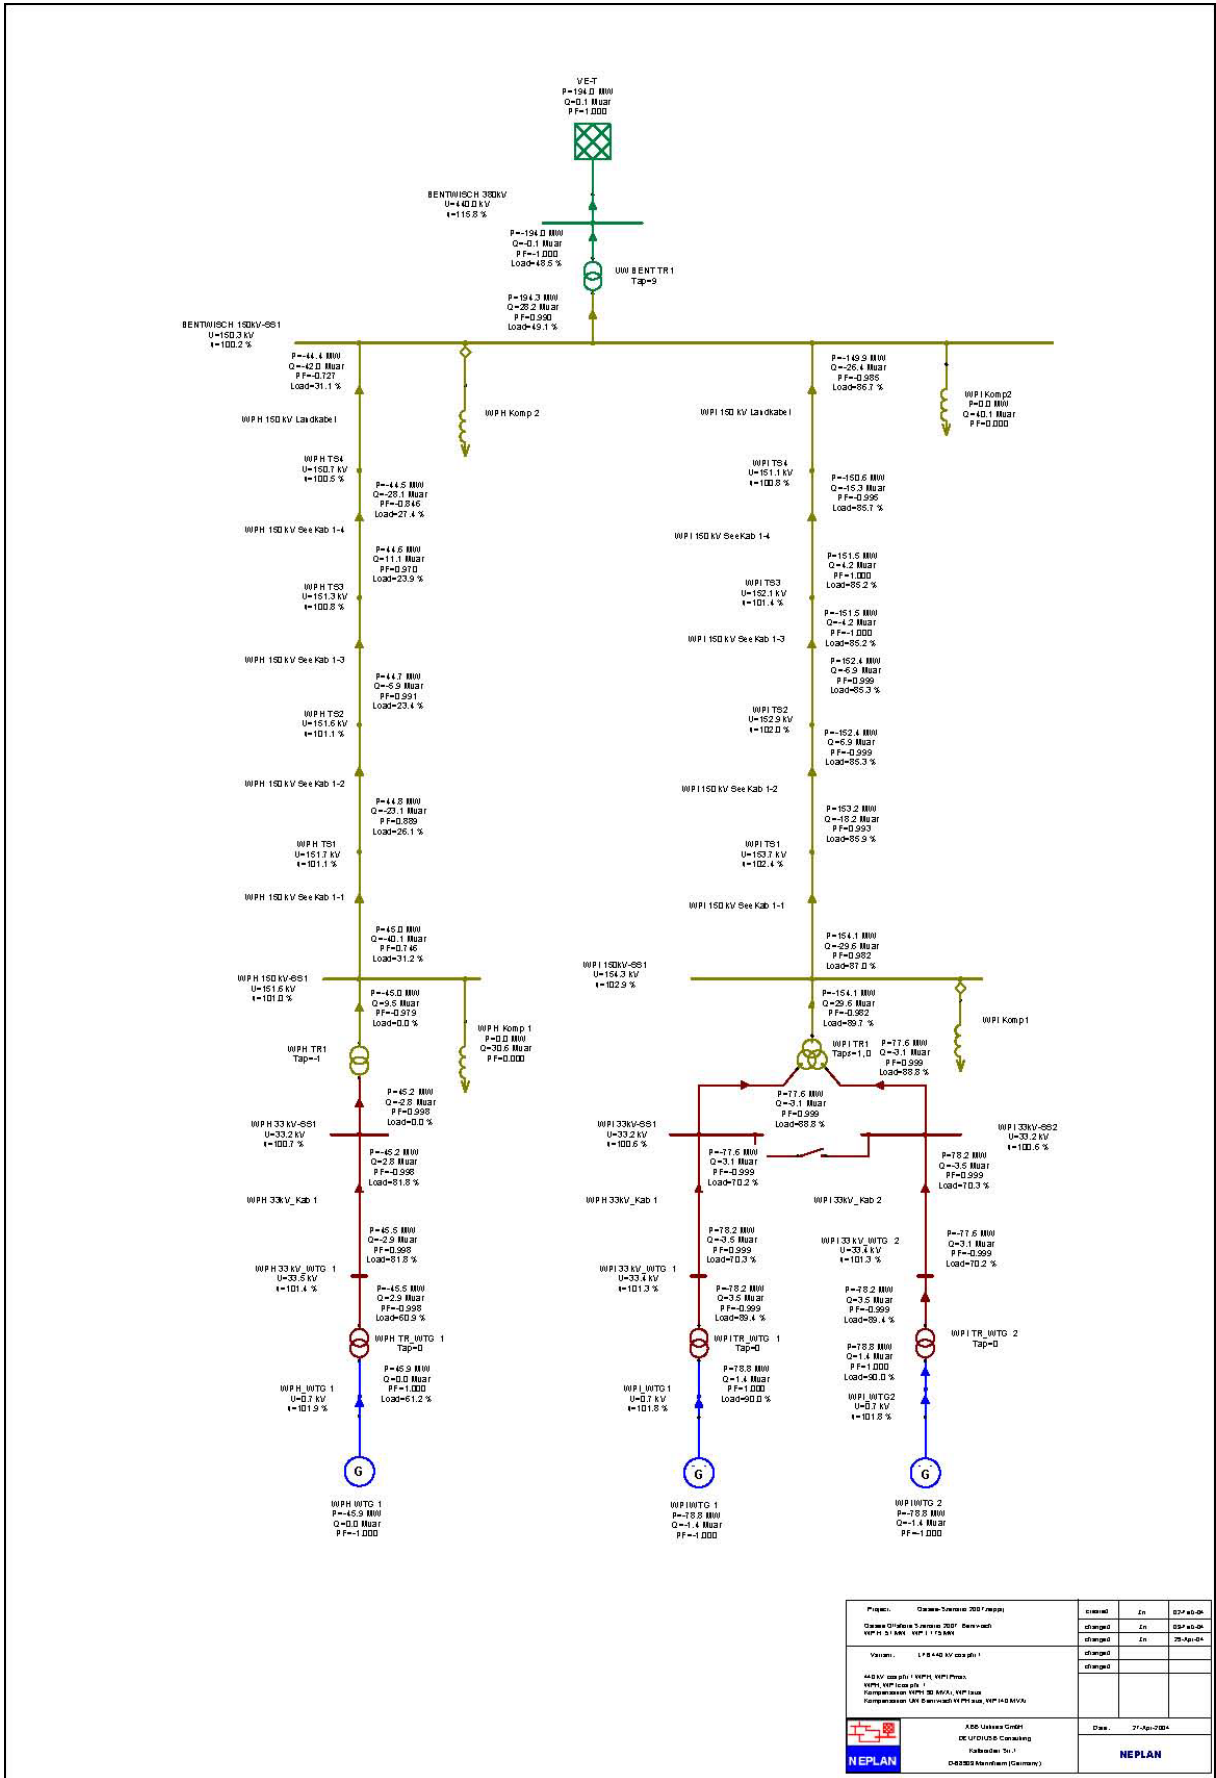 VE-T
P=194.0 MW
Q=0.1 Mvar
PF=1.000
BENTWISCH 380kV
U=440.0 kV
u=115.8 %
P=-194.0 MW
Q=-0.1 Mvar
PF=-1.000
Load=48.5 %
UW BENT TR1
Tap=9
P=194.3 MW
Q=28.2 Mvar
PF=0.990
Load=49.1 %
BENTWISCH 150kV-SS1
U=150.3 kV
u=100.2 %
P=-44.4 MW
Q=-42.0 Mvar
PF=-0.727
Load=31.1 %
WPH Komp 2
WPH 150 kV Landkabel
P=-149.9 MW
Q=-26.4 Mvar
PF=-0.985
Load=86.7 %
WPI Komp2
P=0.0 MW
Q=40.1 Mvar
PF=0.000
WPI 150 kV Landkabel
WPH TS4
U=150.7 kV
u=100.5 %
P=-44.5 MW
Q=-28.1 Mvar
PF=-0.846
Load=27.4 %
WPI TS4
U=151.1 kV
u=100.8 %
P=-150.6 MW
Q=-15.3 Mvar
PF=-0.995
Load=85.7 %
WPH 150 kV SeeKab 1-4
WPI 150 kV SeeKab 1-4
P=44.6 MW
Q=11.1 Mvar
PF=0.970
Load=23.9 %
P=151.5 MW
Q=4.2 Mvar
PF=1.000
Load=85.2 %
WPH TS3
U=151.3 kV
u=100.8 %
WPI TS3
U=152.1 kV
u=101.4 %
P=-151.5 MW
Q=-4.2 Mvar
PF=-1.000
Load=85.2 %
WPH 150 kV SeeKab 1-3
WPI 150 kV SeeKab 1-3
P=44.7 MW
Q=-5.9 Mvar
PF=0.991
Load=23.4 %
P=152.4 MW
Q=-6.9 Mvar
PF=0.999
Load=85.3 %
WPH TS2
U=151.6 kV
u=101.1 %
WPI TS2
U=152.9 kV
u=102.0 %
P=-152.4 MW
Q=6.9 Mvar
PF=-0.999
Load=85.3 %
WPH 150 kV SeeKab 1-2
WPI 150 kV SeeKab 1-2
P=44.8 MW
Q=-23.1 Mvar
PF=0.889
Load=26.1 %
P=153.2 MW
Q=-18.2 Mvar
PF=0.993
Load=85.9 %
WPH TS1
U=151.7 kV
u=101.1 %
WPI TS1
U=153.7 kV
u=102.4 %
WPH 150 kV SeeKab 1-1
WPI 150 kV SeeKab 1-1
P=45.0 MW
Q=-40.1 Mvar
PF=0.746
Load=31.2 %
P=154.1 MW
Q=-29.6 Mvar
PF=0.982
Load=87.0 %
WPH 150kV-SS1
U=151.6 kV
u=101.0 %
WPI 150kV-SS1
U=154.3 kV
u=102.9 %
P=-45.0 MW
Q=9.5 Mvar
PF=-0.979
Load=0.0 %
WPH Komp 1
P=0.0 MW
Q=30.6 Mvar
PF=0.000
P=-154.1 MW
Q=29.6 Mvar
PF=-0.982
Load=89.7 %
WPI Komp1
WPH TR1
Tap=-1
WPI TR1
Taps=1,0
P=77.6 MW
Q=-3.1 Mvar
PF=0.999
Load=88.8 %
P=45.2 MW
Q=-2.8 Mvar
PF=0.998
Load=0.0 %
P=77.6 MW
Q=-3.1 Mvar
PF=0.999
Load=88.8 %
WPH 33 kV-SS1
U=33.2 kV
u=100.7 %
WPI 33kV-SS1
U=33.2 kV
u=100.6 %
WPI 33kV-SS2
U=33.2 kV
u=100.6 %
P=-45.2 MW
Q=2.8 Mvar
PF=-0.998
Load=81.8 %
P=-77.6 MW
Q=3.1 Mvar
PF=-0.999
Load=70.2 %
P=78.2 MW
Q=-3.5 Mvar
PF=0.999
Load=70.3 %
WPH 33kV_Kab 1
WPH 33kV_Kab 1
WPI 33kV_Kab 2
P=45.5 MW
Q=-2.9 Mvar
PF=0.998
Load=81.8 %
P=78.2 MW
Q=-3.5 Mvar
PF=0.999
Load=70.3 %
P=-77.6 MW
Q=3.1 Mvar
PF=-0.999
Load=70.2 %
WPH 33 kV_WTG 1
U=33.5 kV
u=101.4 %
WPI 33 kV_WTG 1
U=33.4 kV
u=101.3 %
WPI 33 kV_WTG 2
U=33.4 kV
u=101.3 %
P=-45.5 MW
Q=2.9 Mvar
PF=-0.998
Load=60.9 %
P=-78.2 MW
Q=3.5 Mvar
PF=-0.999
Load=89.4 %
P=-78.2 MW
Q=3.5 Mvar
PF=-0.999
Load=89.4 %
WPH TR_WTG 1
Tap=0
WPI TR_WTG 1
Tap=0
WPI TR_WTG 2
Tap=0
P=45.9 MW
Q=0.0 Mvar
PF=1.000
Load=61.2 %
P=78.8 MW
Q=1.4 Mvar
PF=1.000
Load=90.0 %
P=78.8 MW
Q=1.4 Mvar
PF=1.000
Load=90.0 %
WPH_WTG 1
U=0.7 kV
u=101.9 %
WPI_WTG1
U=0.7 kV
u=101.8 %
WPI_WTG2
U=0.7 kV
u=101.8 %
G
G
G
WPH WTG 1
P=-45.9 MW
Q=0.0 Mvar
PF=-1.000
WPI WTG 1
P=-78.8 MW
Q=-1.4 Mvar
PF=-1.000
WPI WTG 2
P=-78.8 MW
Q=-1.4 Mvar
PF=-1.000
Project:
created
changed
changed
Variant:
changed
changed
NEPLAN
ABB Utilities GmbH
Consulting
D-68309 Mannheim (Germany)
Date: 27-Apr-2004
NEPLAN